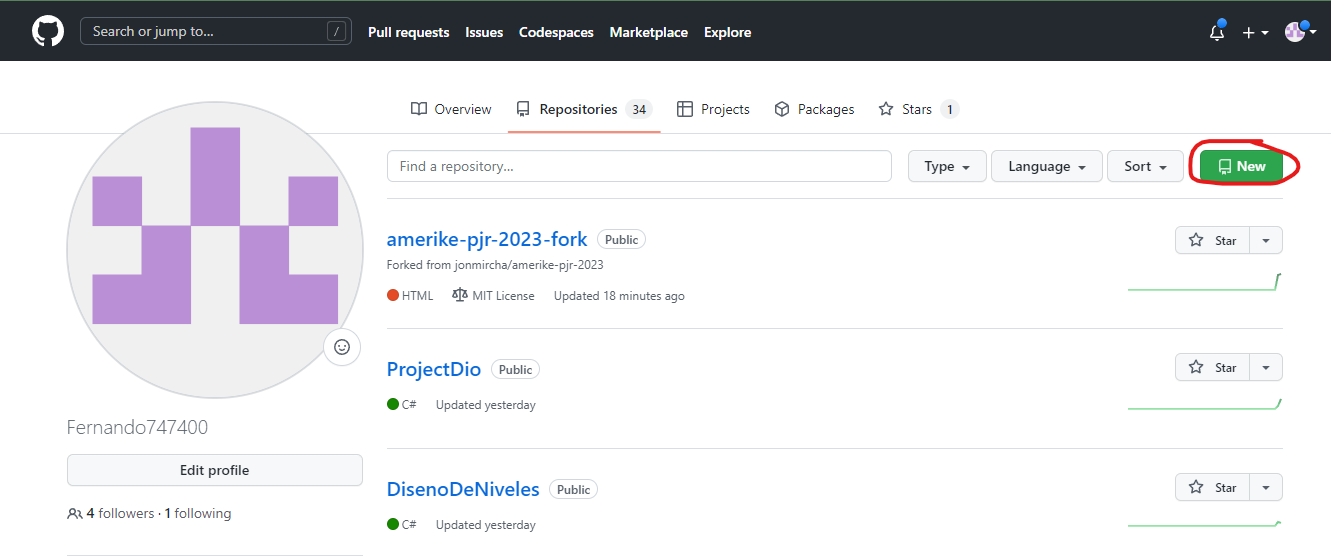 Search or jump to... / Pull requests Issues Codespaces Marketplace Explore
Overview Repositories 34 Projects Packages Stars 1
Find a repository... Type Language Sort New
amerike-pjr-2023-fork Public Star
Forked from jonmircha/amerike-pjr-2023
HTML MIT License Updated 18 minutes ago
ProjectDio Public Star
C# Updated yesterday
Fernando747400
Edit profile
DisenoDeNiveles Public Star
4 followers · 1 following
C# Updated yesterday